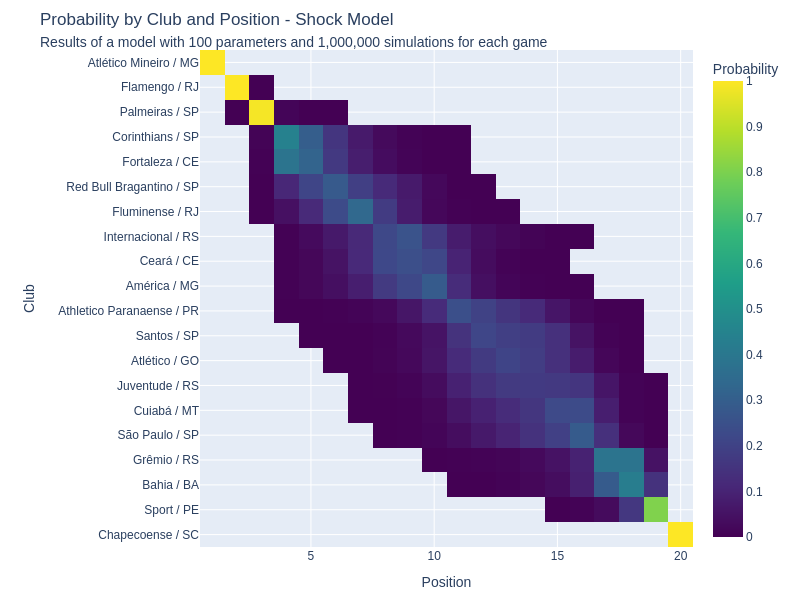 Probability by Club and Position - Shock Model
Results of a model with 100 parameters and 1,000,000 simulations for each game
Atlético Mineiro / MG
Flamengo / RJ
Palmeiras / SP
Corinthians / SP
Fortaleza / CE
Red Bull Bragantino / SP
Fluminense / RJ
Internacional / RS
Ceará / CE
América / MG
Athletico Paranaense / PR
Santos / SP
Atlético / GO
Juventude / RS
Cuiabá / MT
São Paulo / SP
Grêmio / RS
Bahia / BA
Sport / PE
Chapecoense / SC
Club
5
10
15
20
Position
Probability
1
0.9
0.8
0.7
0.6
0.5
0.4
0.3
0.2
0.1
0